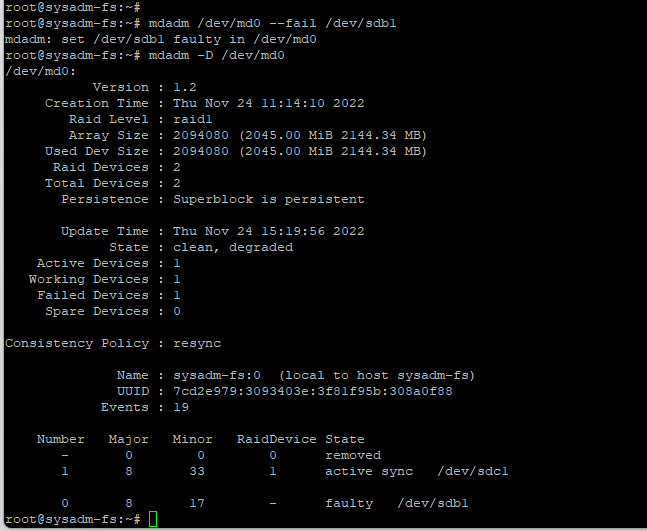 root@sysadm-fs:~#
root@sysadm-fs:~# mdadm /dev/md0 --fail /dev/sdb1
mdadm: set /dev/sdb1 faulty in /dev/md0
root@sysadm-fs:~# mdadm -D /dev/md0
/dev/md0:
Version : 1.2
Creation Time : Thu Nov 24 11:14:10 2022
Raid Level : raid1
Array Size : 2094080 (2045.00 MiB 2144.34 MB)
Used Dev Size : 2094080 (2045.00 MiB 2144.34 MB)
Raid Devices : 2
Total Devices : 2
Persistence : Superblock is persistent
Update Time : Thu Nov 24 15:19:56 2022
State : clean, degraded
Active Devices : 1
Working Devices : 1
Failed Devices : 1
Spare Devices : 0
Consistency Policy : resync
Name : sysadm-fs:0  (local to host sysadm-fs)
UUID : 7cd2e979:3093403e:3f81f95b:308a0f88
Events : 19
Number   Major   Minor   RaidDevice State
-       0        0        0      removed
1       8       33        1      active sync   /dev/sdc1
0       8       17        -      faulty   /dev/sdb1
root@sysadm-fs:~#